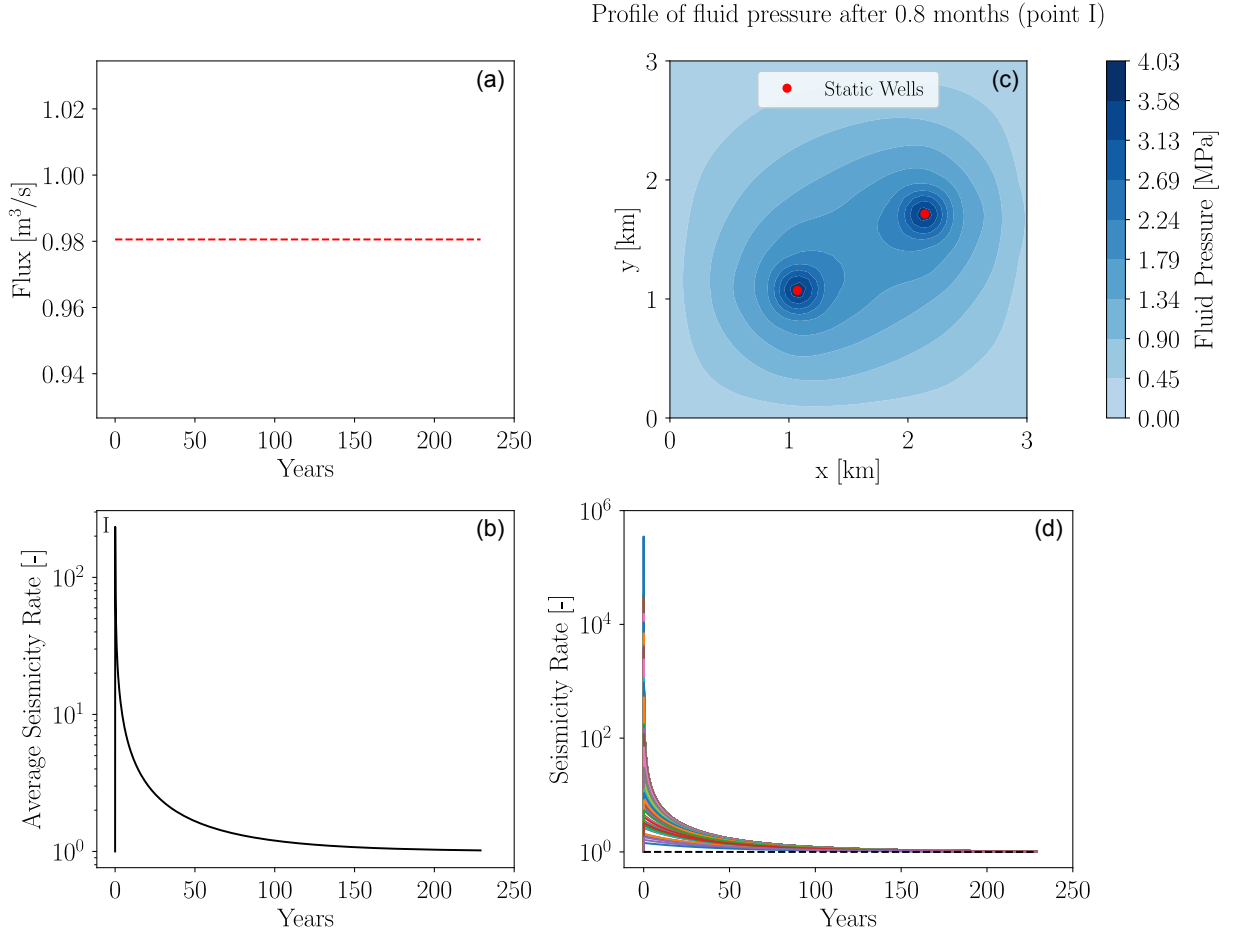 Profile of fluid pressure after 0.8 months (point I)
(a)
1.02
1.00
0.98
0.96
0.94
Flux [m³/s]
0 50 100 150 200 250
Years
(c)
Static Wells
3
2
1
0
y [km]
0 1 2 3
x [km]
4.03
3.58
3.13
2.69
2.24
1.79
1.34
0.90
0.45
0.00
Fluid Pressure [MPa]
(b)
I
10²
10¹
10⁰
Average Seismicity Rate [-]
0 50 100 150 200 250
Years
(d)
10⁶
10⁴
10²
10⁰
Seismicity Rate [-]
0 50 100 150 200 250
Years